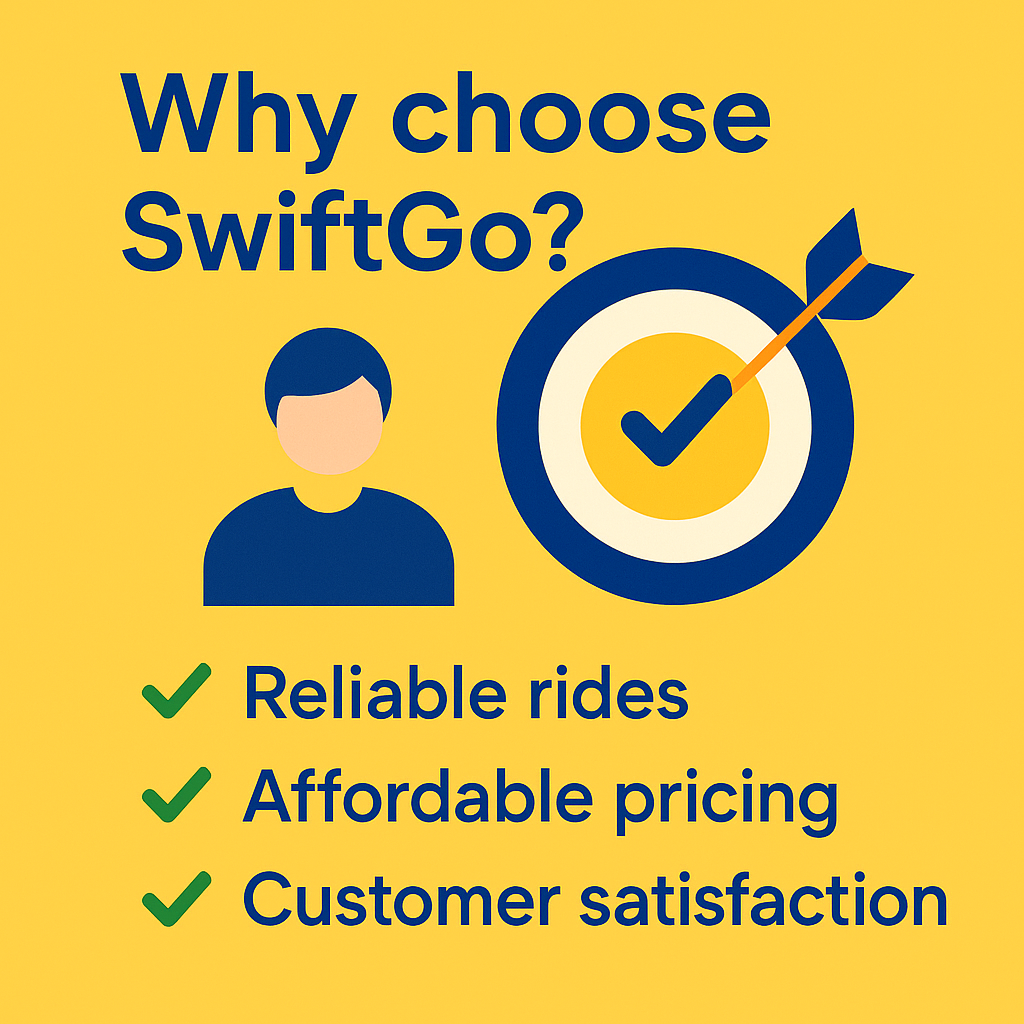 Why choose
SwiftGo?
Reliable rides
Affordable pricing
Customer satisfaction